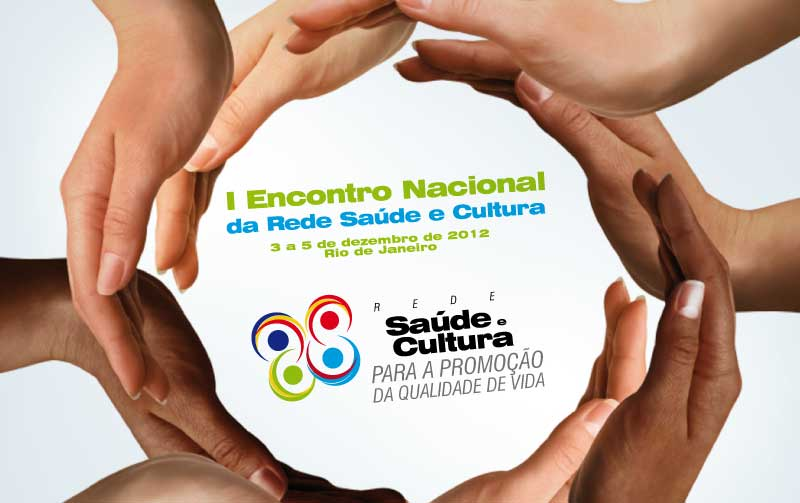 I Encontro Nacional
da Rede Saúde e Cultura
3 a 5 de dezembro de 2012
Rio de Janeiro
REDE
Saúde e
Cultura
PARA A PROMOÇÃO
DA QUALIDADE DE VIDA